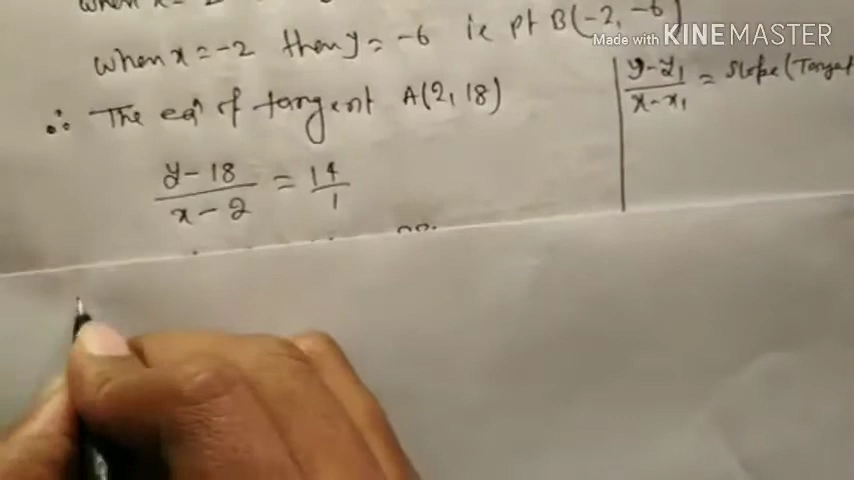 when x = -2 then y = -6 ie pt B(-2, -6)
Made with KINEMASTER
y-y₁/x-x₁ = slope (Tangent
∴ The eqⁿ of tangent A(2, 18)
y-18/x-2 = 14/1